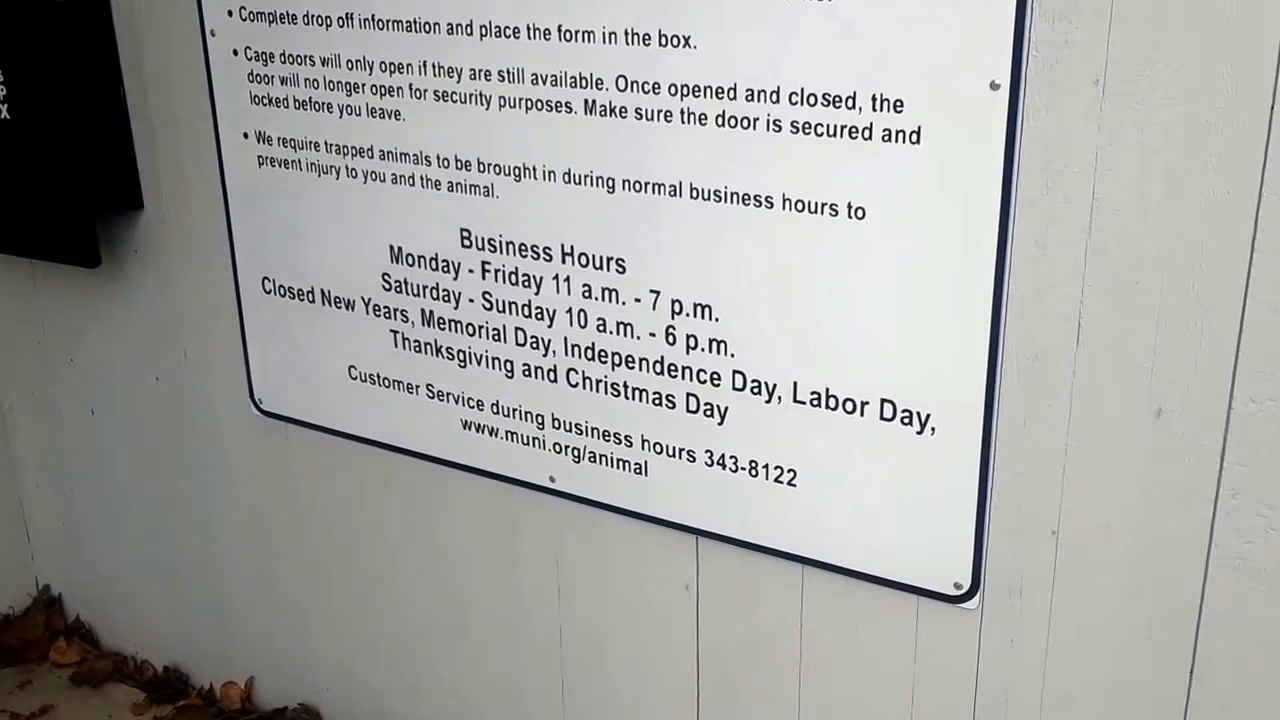 • Complete drop off information and place the form in the box.
• Cage doors will only open if they are still available. Once opened and closed, the
door will no longer open for security purposes. Make sure the door is secured and
locked before you leave.
• We require trapped animals to be brought in during normal business hours to
prevent injury to you and the animal.
Business Hours
Monday - Friday 11 a.m. - 7 p.m.
Saturday - Sunday 10 a.m. - 6 p.m.
Closed New Years, Memorial Day, Independence Day, Labor Day,
Thanksgiving and Christmas Day
Customer Service during business hours 343-8122
www.muni.org/animal